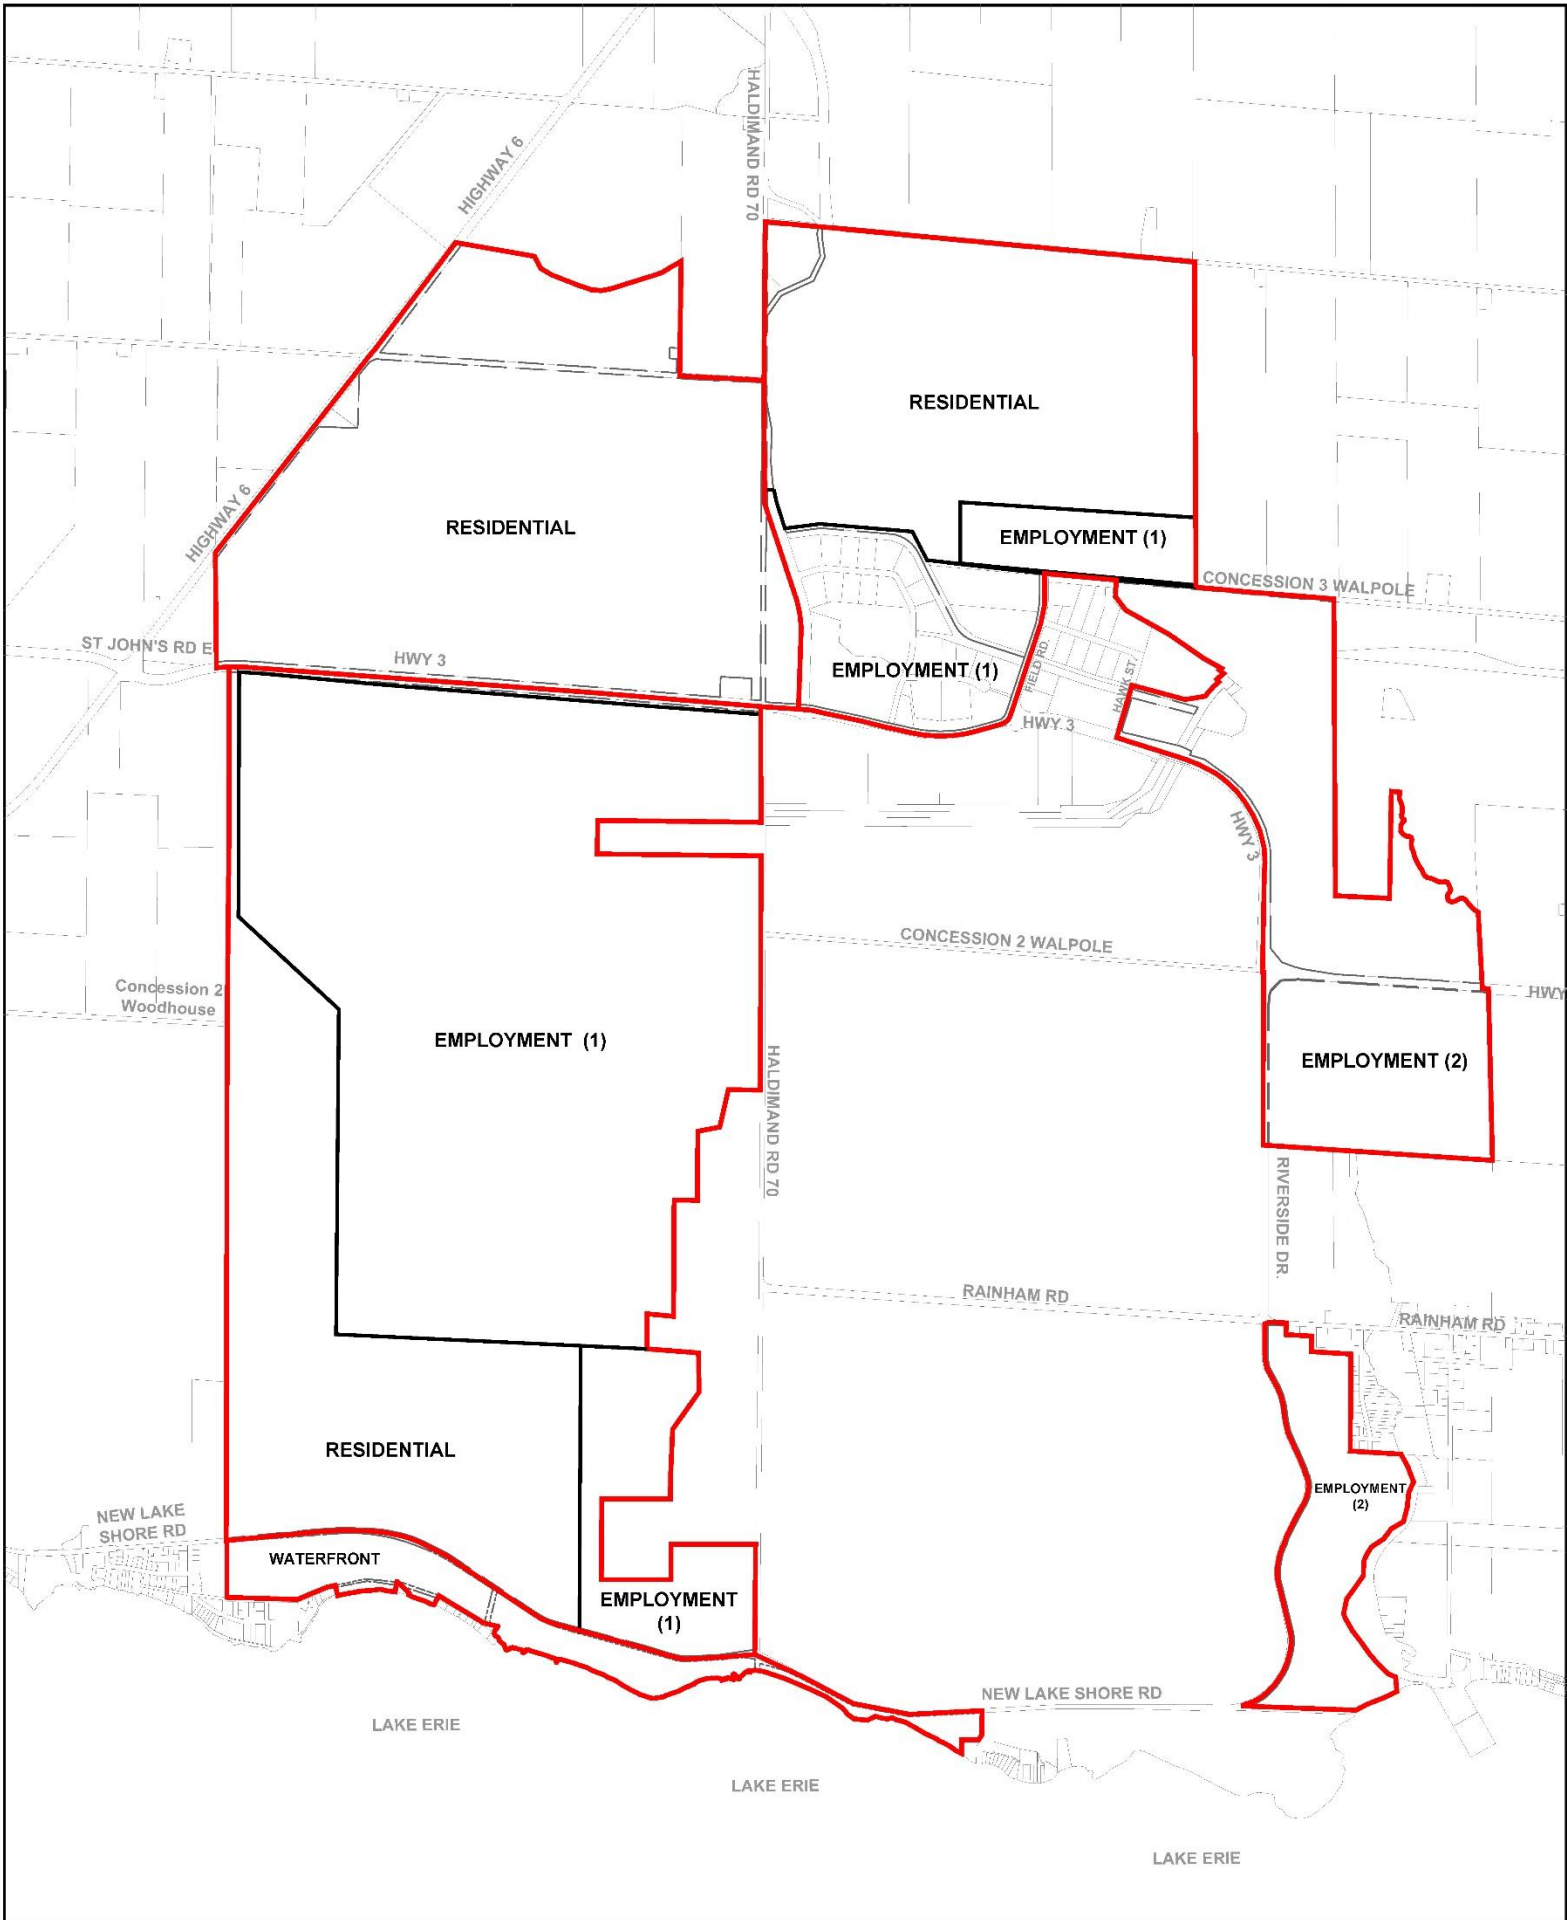 HALDIMAND RD 70
HIGHWAY 6
RESIDENTIAL
HIGHWAY 6
RESIDENTIAL
EMPLOYMENT (1)
CONCESSION 3 WALPOLE
ST JOHN'S RD E
HWY 3
EMPLOYMENT (1)
FIELD RD.
HAWK ST.
HWY 3
HWY 3
CONCESSION 2 WALPOLE
Concession 2
Woodhouse
HWY
EMPLOYMENT (1)
EMPLOYMENT (2)
HALDIMAND RD 70
RIVERSIDE DR.
RAINHAM RD
RAINHAM RD
RESIDENTIAL
EMPLOYMENT
(2)
NEW LAKE
SHORE RD
WATERFRONT
EMPLOYMENT
(1)
NEW LAKE SHORE RD
LAKE ERIE
LAKE ERIE
LAKE ERIE